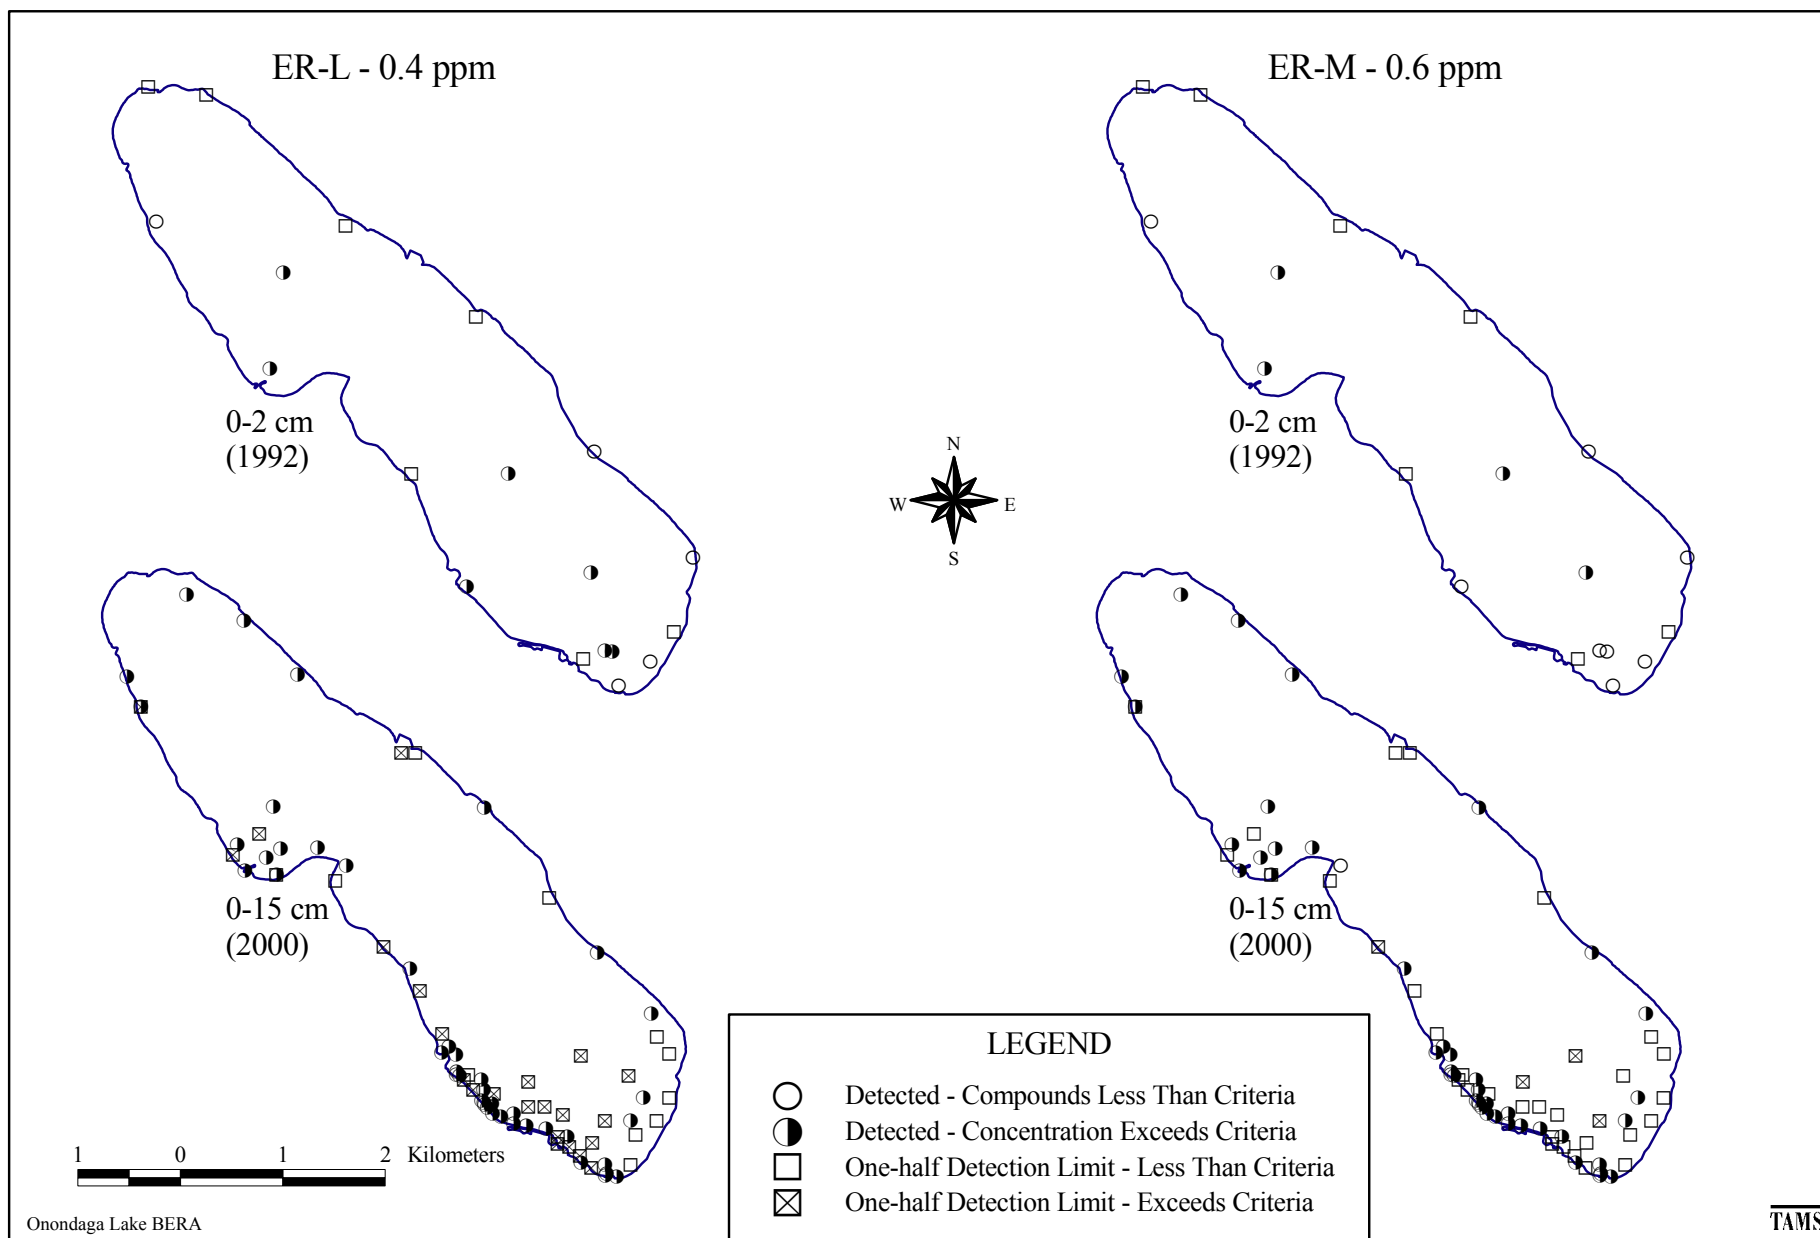 ER-L - 0.4 ppm
ER-M - 0.6 ppm
0-2 cm
(1992)
0-2 cm
(1992)
N
W
E
S
0-15 cm
(2000)
0-15 cm
(2000)
LEGEND
Detected - Compounds Less Than Criteria
Detected - Concentration Exceeds Criteria
One-half Detection Limit - Less Than Criteria
One-half Detection Limit - Exceeds Criteria
1 0 1 2 Kilometers
Onondaga Lake BERA
TAMS